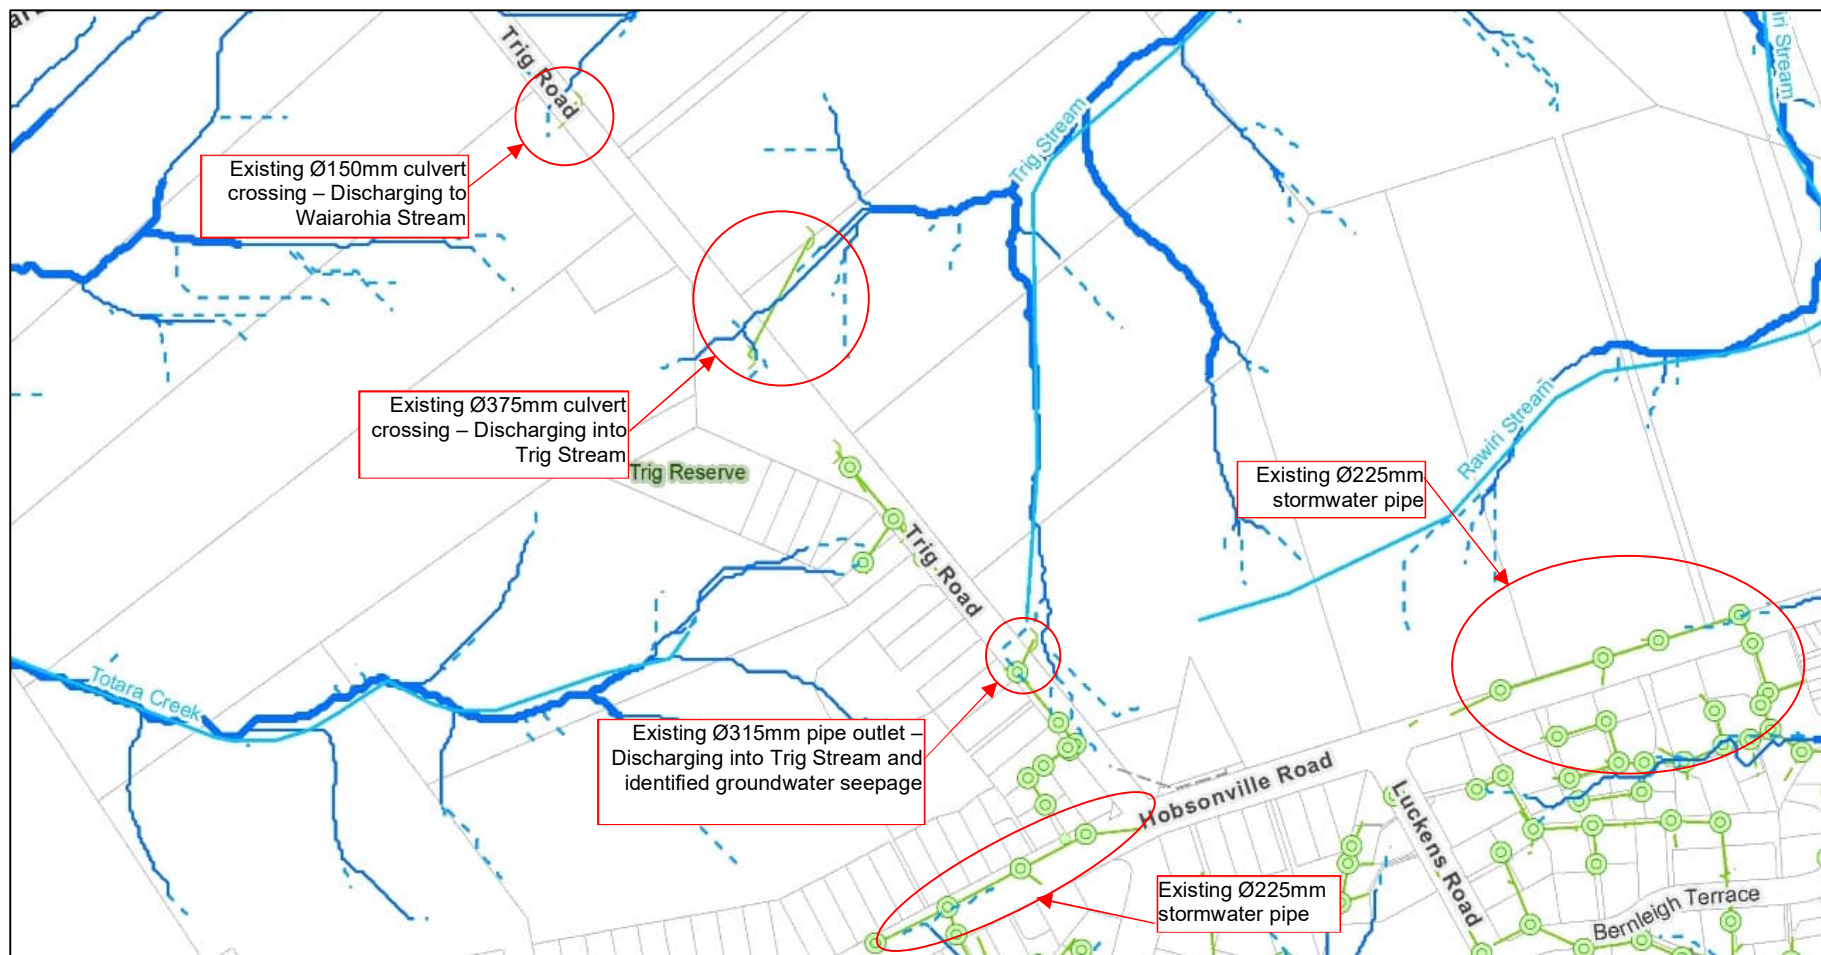 Trig Road
iri Stream
Existing Ø150mm culvert
crossing – Discharging to
Waiarohia Stream
Trig Stream
Existing Ø375mm culvert
crossing – Discharging into
Trig Stream
Trig Reserve
Rawiri Stream
Existing Ø225mm
stormwater pipe
Trig Road
Totara Creek
Existing Ø315mm pipe outlet –
Discharging into Trig Stream and
identified groundwater seepage
Hobsonville Road
Luckens Road
Existing Ø225mm
stormwater pipe
Bernleigh Terrace